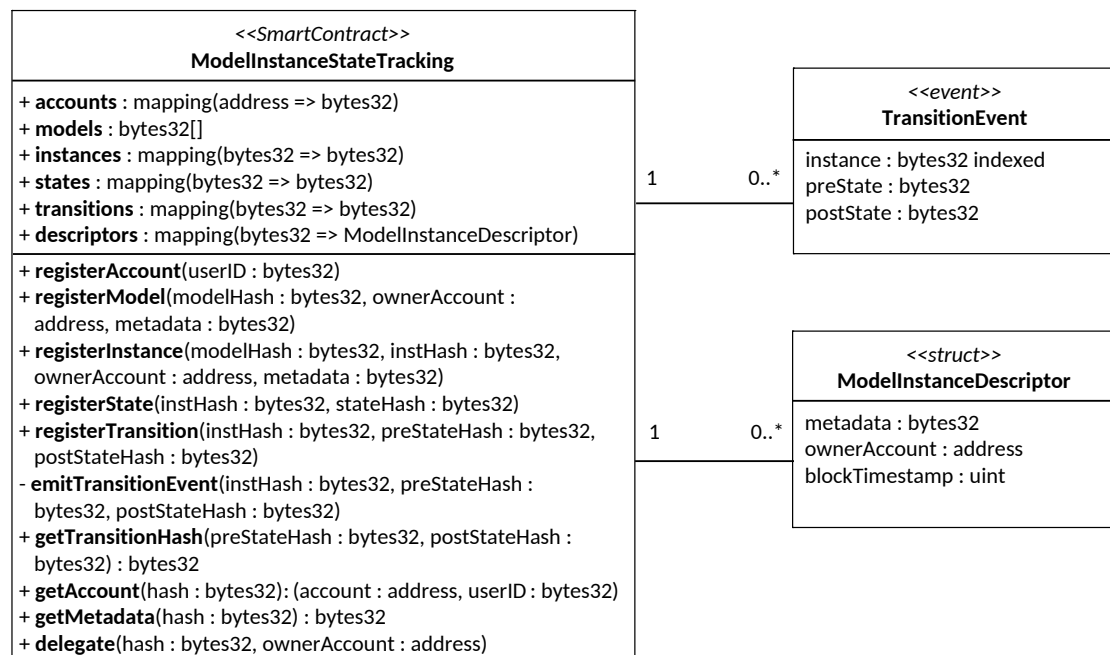 <<SmartContract>>
ModelInstanceStateTracking
+ accounts : mapping(address => bytes32)
+ models : bytes32[]
+ instances : mapping(bytes32 => bytes32)
+ states : mapping(bytes32 => bytes32)
+ transitions : mapping(bytes32 => bytes32)
+ descriptors : mapping(bytes32 => ModelInstanceDescriptor)
+ registerAccount(userID : bytes32)
+ registerModel(modelHash : bytes32, ownerAccount :
address, metadata : bytes32)
+ registerInstance(modelHash : bytes32, instHash : bytes32,
ownerAccount : address, metadata : bytes32)
+ registerState(instHash : bytes32, stateHash : bytes32)
+ registerTransition(instHash : bytes32, preStateHash : bytes32,
postStateHash : bytes32)
- emitTransitionEvent(instHash : bytes32, preStateHash :
bytes32, postStateHash : bytes32)
+ getTransitionHash(preStateHash : bytes32, postStateHash :
bytes32) : bytes32
+ getAccount(hash : bytes32): (account : address, userID : bytes32)
+ getMetadata(hash : bytes32) : bytes32
+ delegate(hash : bytes32, ownerAccount : address)
1 0..*
<<event>>
TransitionEvent
instance : bytes32 indexed
preState : bytes32
postState : bytes32
1 0..*
<<struct>>
ModelInstanceDescriptor
metadata : bytes32
ownerAccount : address
blockTimestamp : uint